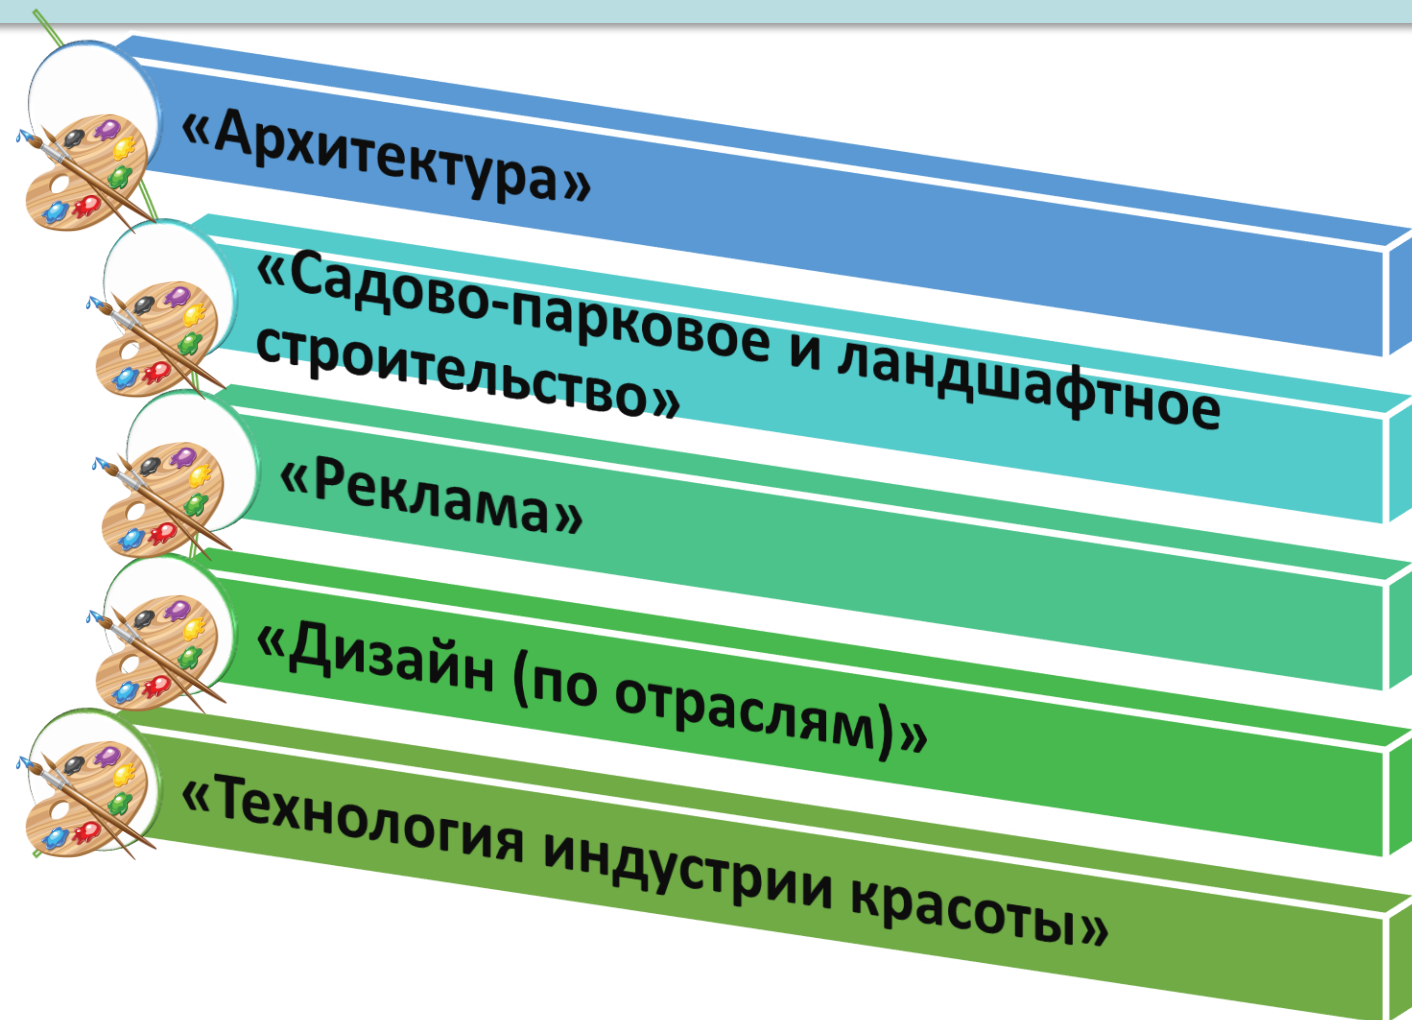 «Архитектура»
«Садово-парковое и ландшафтное
строительство»
«Реклама»
«Дизайн (по отраслям)»
«Технология индустрии красоты»